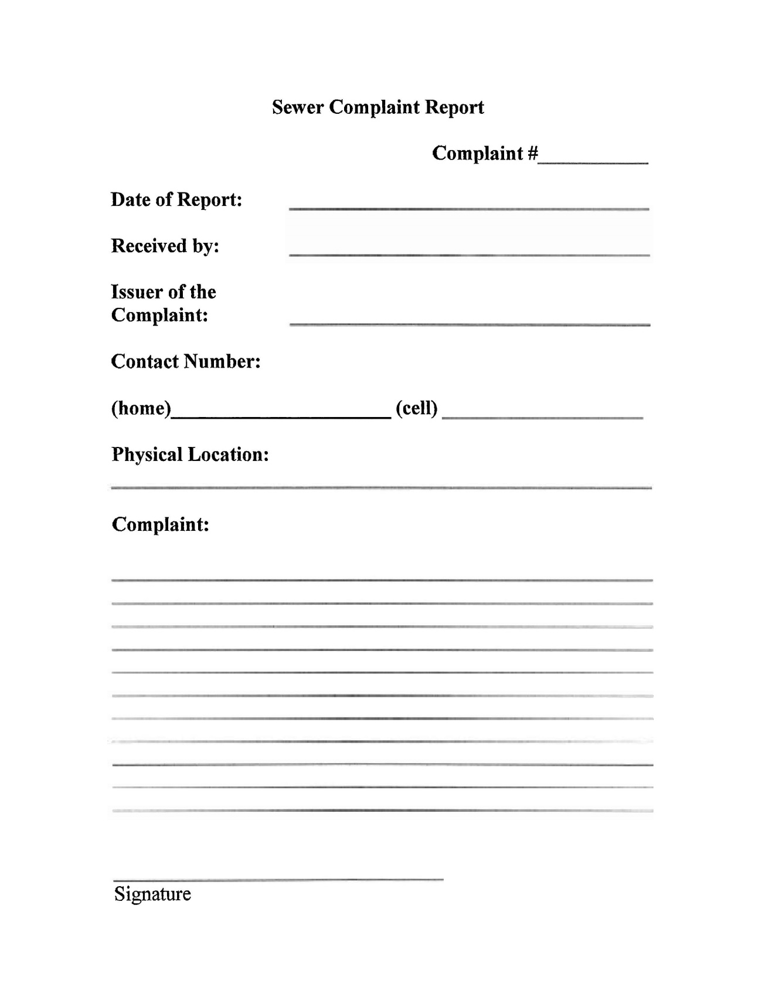 Sewer Complaint Report
Complaint #
Date of Report:
Received by:
Issuer of the
Complaint:
Contact Number:
(home) (cell)
Physical Location:
Complaint:
Signature